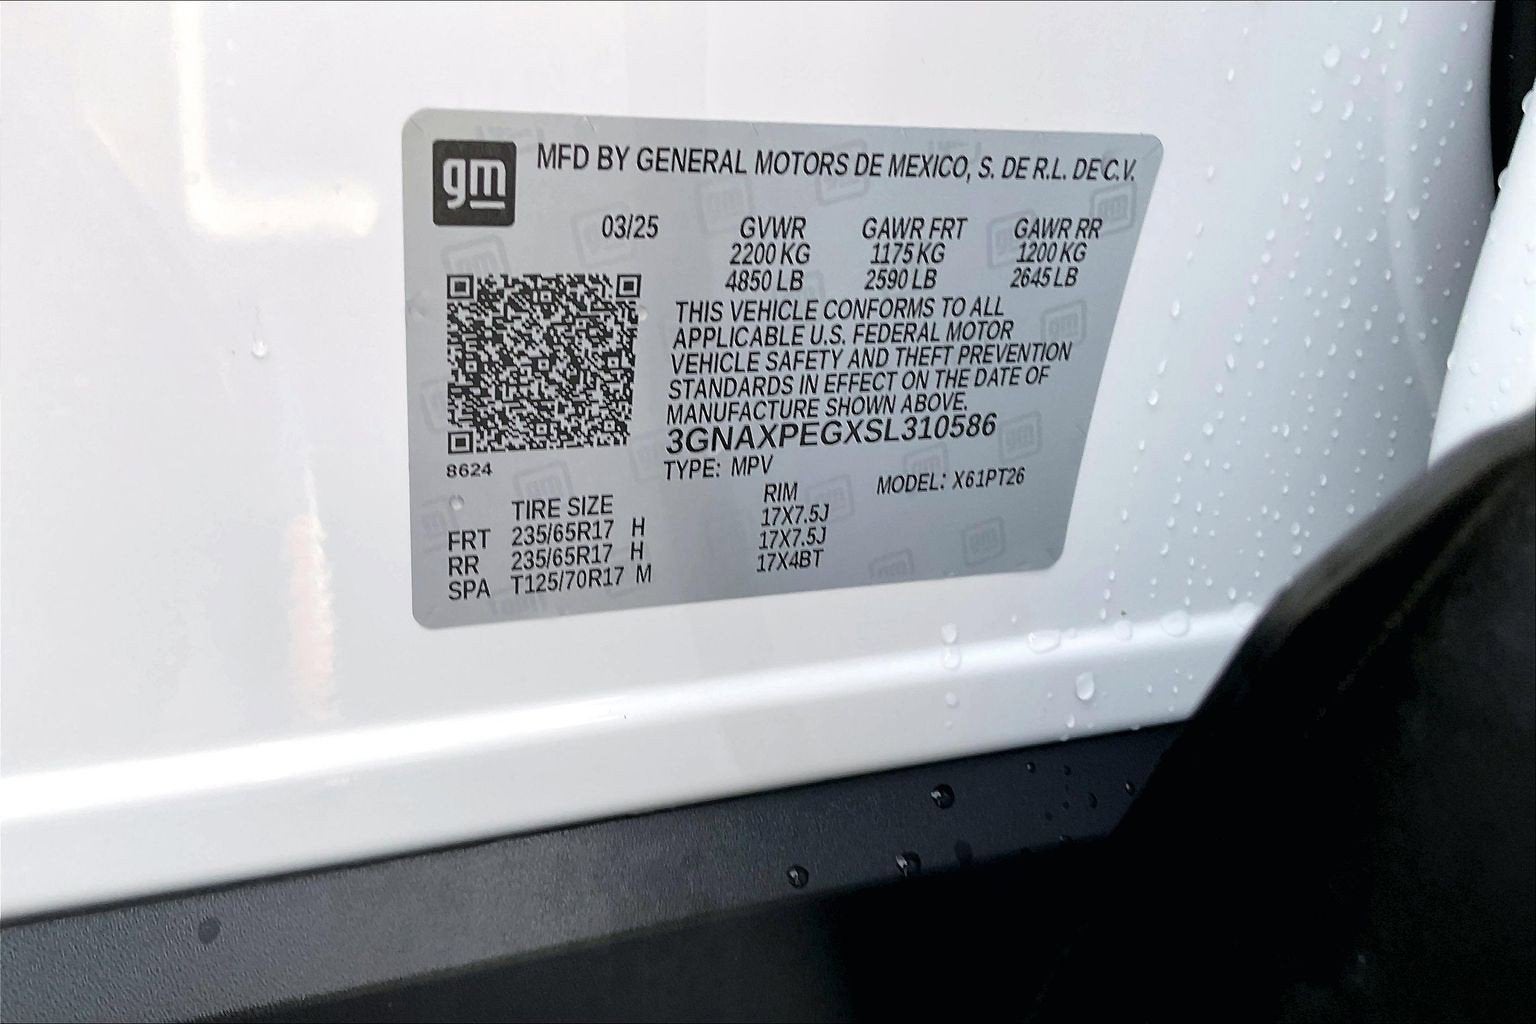 gm
MFD BY GENERAL MOTORS DE MEXICO, S. DE R.L. DE C.V.
03/25 GVWR GAWR FRT GAWR RR
2200 KG 1175 KG 1200 KG
4850 LB 2590 LB 2645 LB
THIS VEHICLE CONFORMS TO ALL
APPLICABLE U.S. FEDERAL MOTOR
VEHICLE SAFETY AND THEFT PREVENTION
STANDARDS IN EFFECT ON THE DATE OF
MANUFACTURE SHOWN ABOVE.
3GNAXPEGXSL310586
8624
TYPE: MPV MODEL: X61PT26
TIRE SIZE RIM
FRT 235/65R17 H 17X7.5J
RR 235/65R17 H 17X7.5J
SPA T125/70R17 M 17X4BT